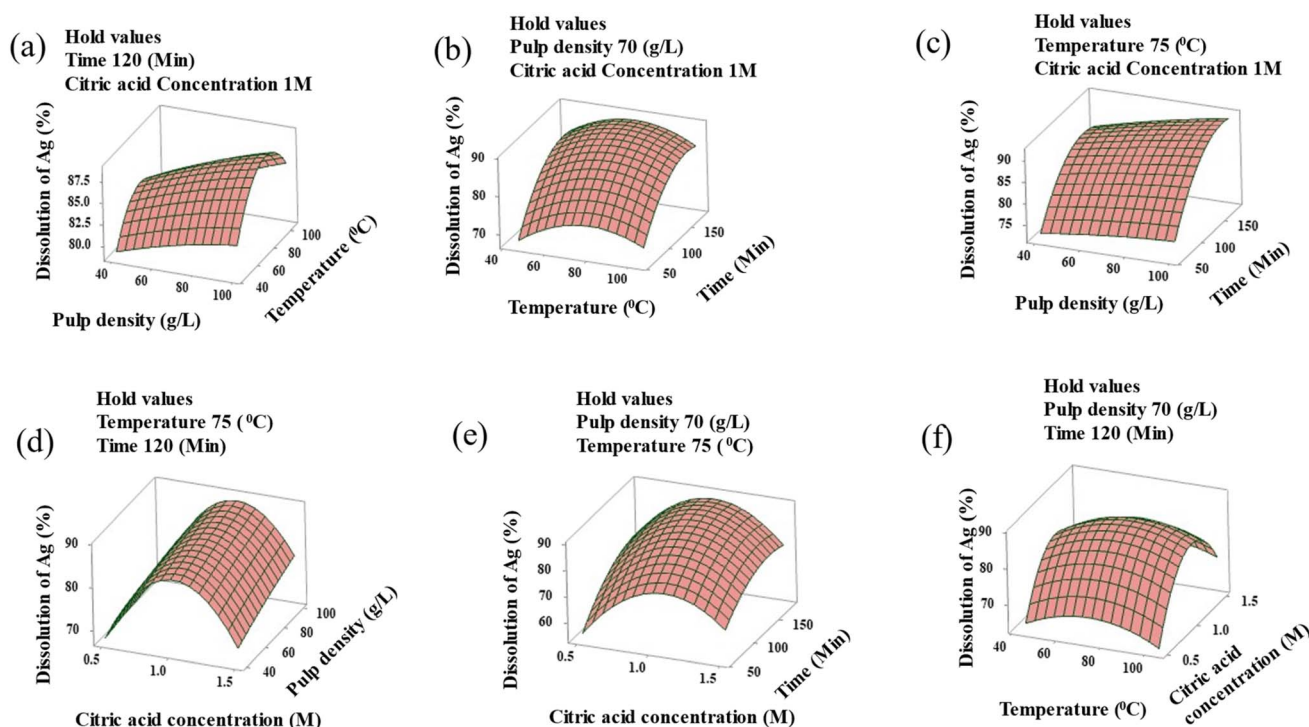 (a)
Hold values
Time 120 (Min)
Citric acid Concentration 1M
Dissolution of Ag (%)
87.5
85.0
82.5
80.0
40
60
80
100
Pulp density (g/L)
40
60
80
100
Temperature (⁰C)
(b)
Hold values
Pulp density 70 (g/L)
Citric acid Concentration 1M
Dissolution of Ag (%)
90
80
70
40
60
80
100
Temperature (⁰C)
50
100
150
Time (Min)
(c)
Hold values
Temperature 75 (⁰C)
Citric acid Concentration 1M
Dissolution of Ag (%)
90
85
80
75
40
60
80
100
Pulp density (g/L)
50
100
150
Time (Min)
(d)
Hold values
Temperature 75 (⁰C)
Time 120 (Min)
Dissolution of Ag (%)
90
80
70
0.5
1.0
1.5
Citric acid concentration (M)
40
60
80
100
Pulp density (g/L)
(e)
Hold values
Pulp density 70 (g/L)
Temperature 75 (⁰C)
Dissolution of Ag (%)
90
80
70
60
0.5
1.0
1.5
Citric acid concentration (M)
50
100
150
Time (Min)
(f)
Hold values
Pulp density 70 (g/L)
Time 120 (Min)
Dissolution of Ag (%)
90
80
70
40
60
80
100
Temperature (⁰C)
0.5
1.0
1.5
Citric acid
concentration (M)